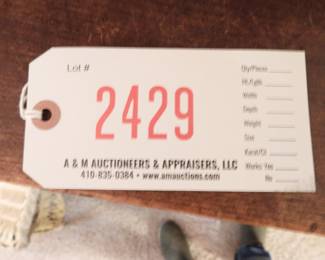 Lot #
2429
A & M AUCTIONEERS & APPRAISERS, LLC
410-835-0384 • www.amauctions.com
Qty/Pieces
Ht./Lgth.
Width
Depth
Weight
Size
Karat/Ct
Works: Yes
No